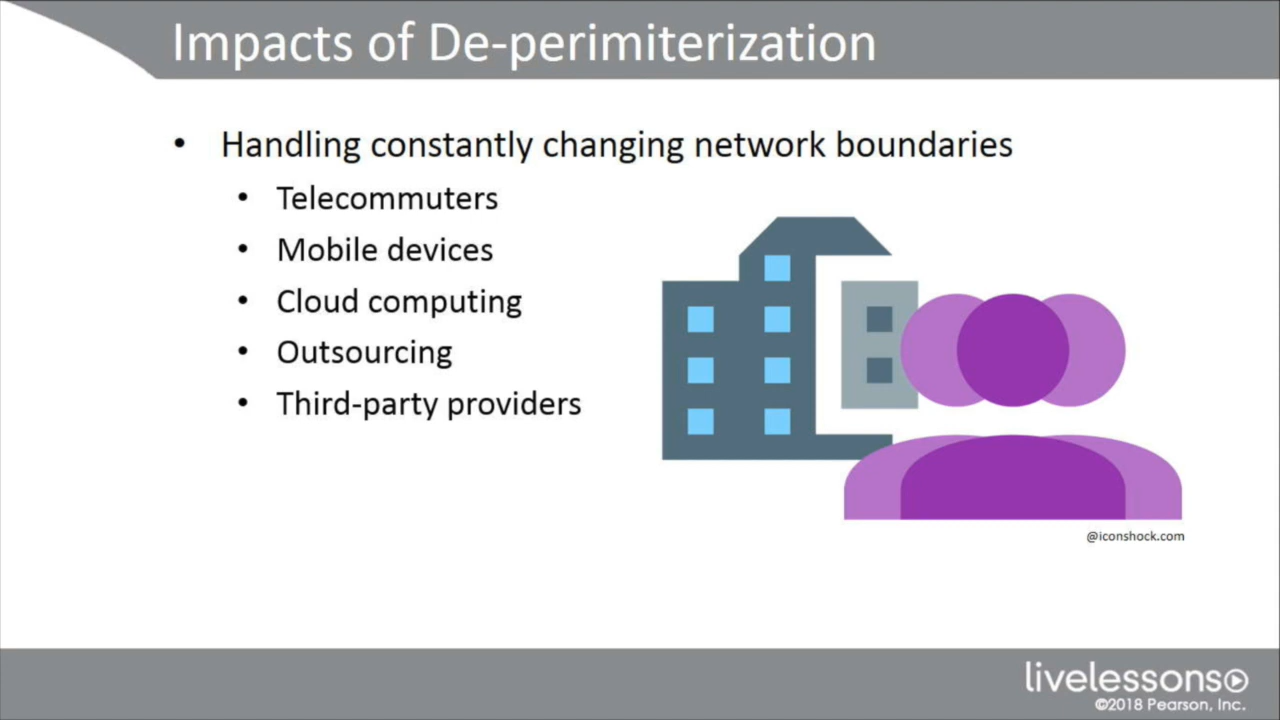 Impacts of De-perimiterization
• Handling constantly changing network boundaries
• Telecommuters
• Mobile devices
• Cloud computing
• Outsourcing
• Third-party providers
@iconshock.com
livelessons
©2018 Pearson, Inc.